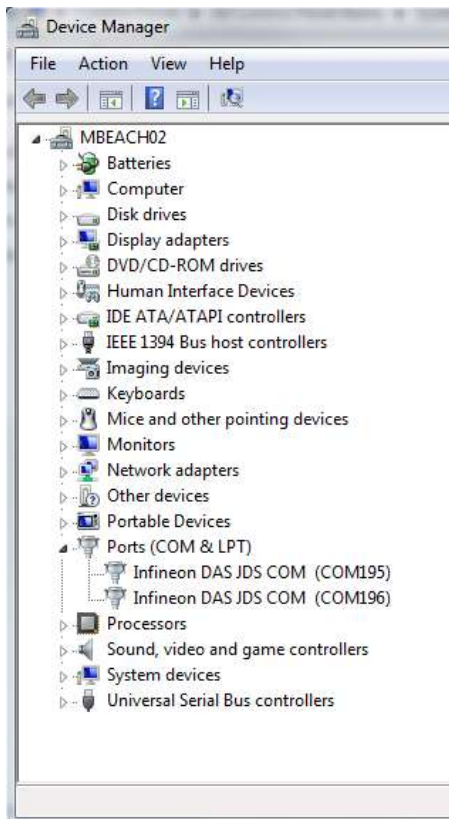 Device Manager
File Action View Help
MBEACH02
Batteries
Computer
Disk drives
Display adapters
DVD/CD-ROM drives
Human Interface Devices
IDE ATA/ATAPI controllers
IEEE 1394 Bus host controllers
Imaging devices
Keyboards
Mice and other pointing devices
Monitors
Network adapters
Other devices
Portable Devices
Ports (COM & LPT)
Infineon DAS JDS COM (COM195)
Infineon DAS JDS COM (COM196)
Processors
Sound, video and game controllers
System devices
Universal Serial Bus controllers